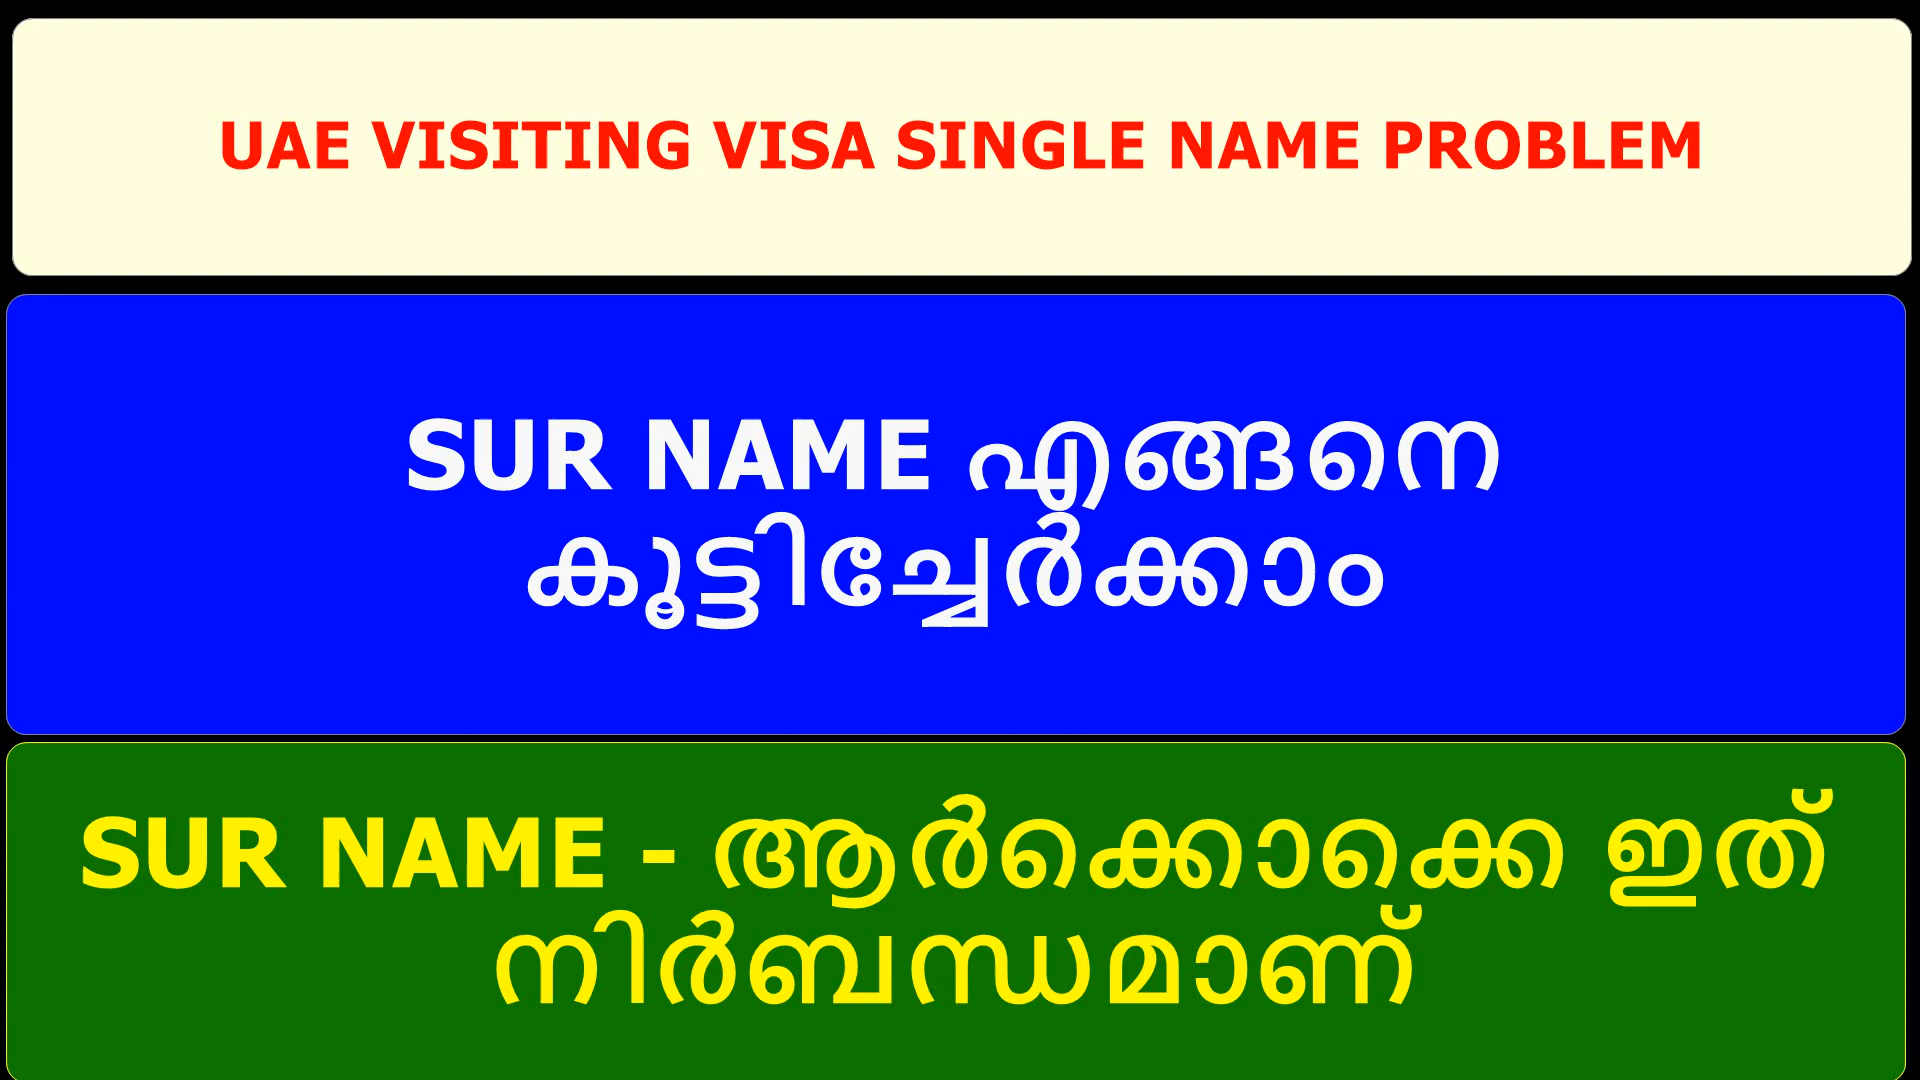 UAE VISITING VISA SINGLE NAME PROBLEM
SUR NAME എങ്ങനെ
കൂട്ടിച്ചേർക്കാം
SUR NAME - ആർക്കൊക്കെ ഇത്
നിർബന്ധമാണ്